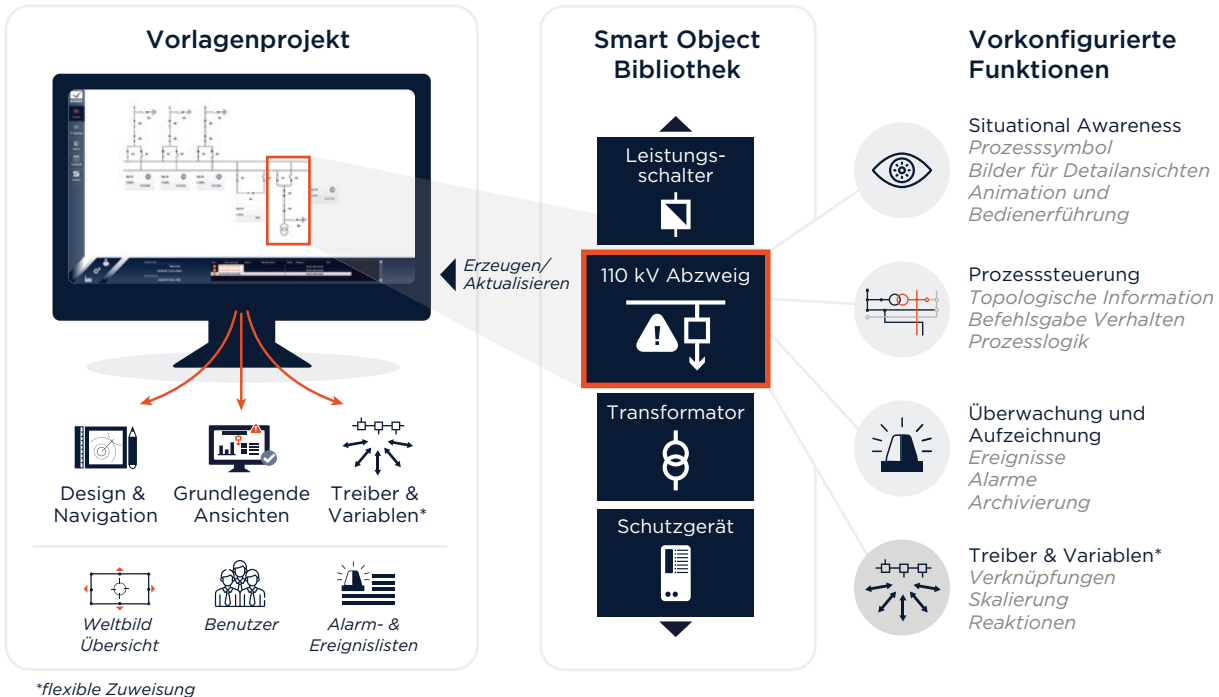 Vorlagenprojekt
Erzeugen/
Aktualisieren
Design &
Navigation
Grundlegende
Ansichten
Treiber &
Variablen*
Weltbild
Übersicht
Benutzer
Alarm- &
Ereignislisten
*flexible Zuweisung
Smart Object
Bibliothek
Leistungs-
schalter
110 kV Abzweig
Transformator
Schutzgerät
Vorkonfigurierte
Funktionen
Situational Awareness
Prozesssymbol
Bilder für Detailansichten
Animation und
Bedienerführung
Prozesssteuerung
Topologische Information
Befehlsgabe Verhalten
Prozesslogik
Überwachung und
Aufzeichnung
Ereignisse
Alarme
Archivierung
Treiber & Variablen*
Verknüpfungen
Skalierung
Reaktionen